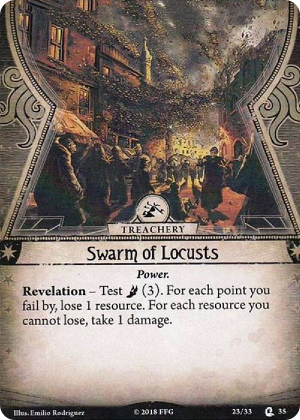 TREACHERY
Swarm of Locusts
Power.
Revelation – Test (3). For each point you
fail by, lose 1 resource. For each resource you
cannot lose, take 1 damage.
Illus. Emilio Rodriguez © 2018 FFG 23/33 35